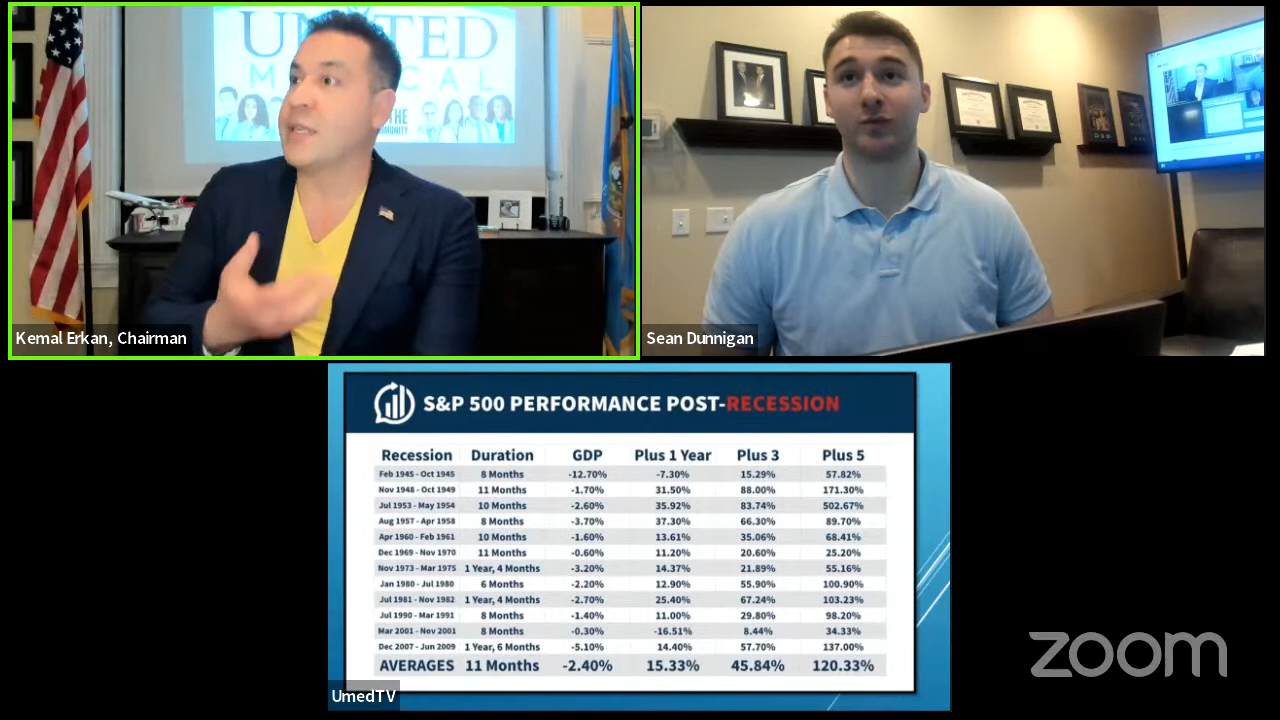 UNITED
Kemal Erkan, Chairman
Sean Dunnigan
S&P 500 PERFORMANCE POST-RECESSION
Recession Duration GDP Plus 1 Year Plus 3 Plus 5
Feb 1945 - Oct 1945 8 Months -12.70% -7.30% 15.29% 57.82%
Nov 1948 - Oct 1949 11 Months -1.70% 31.50% 88.00% 171.30%
Jul 1953 - May 1954 10 Months -2.60% 35.92% 83.74% 502.67%
Aug 1957 - Apr 1958 8 Months -3.70% 37.30% 66.30% 89.70%
Apr 1960 - Feb 1961 10 Months -1.60% 13.61% 35.06% 68.41%
Dec 1969 - Nov 1970 11 Months -0.60% 11.20% 20.60% 25.20%
Nov 1973 - Mar 1975 1 Year, 4 Months -3.20% 14.37% 21.89% 55.16%
Jan 1980 - Jul 1980 6 Months -2.20% 12.90% 55.90% 100.90%
Jul 1981 - Nov 1982 1 Year, 4 Months -2.70% 25.40% 67.24% 103.23%
Jul 1990 - Mar 1991 8 Months -1.40% 11.00% 29.80% 98.20%
Mar 2001 - Nov 2001 8 Months -0.30% -16.51% 8.44% 34.33%
Dec 2007 - Jun 2009 1 Year, 6 Months -5.10% 14.40% 57.70% 137.00%
AVERAGES 11 Months -2.40% 15.33% 45.84% 120.33%
UmedTV
zoom